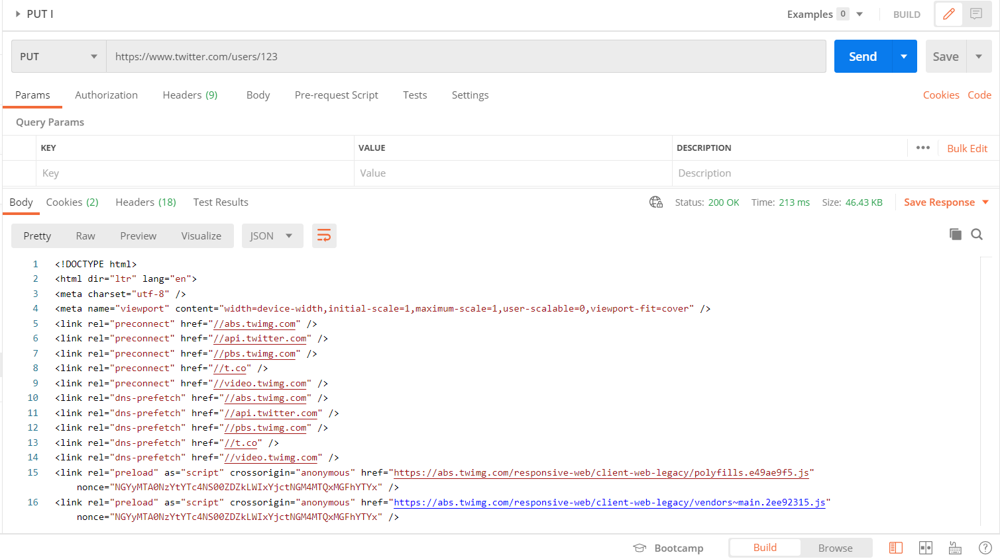 PUT I
Examples 0 BUILD
PUT https://www.twitter.com/users/123 Send Save
Params Authorization Headers (9) Body Pre-request Script Tests Settings Cookies Code
Query Params
KEY VALUE DESCRIPTION ••• Bulk Edit
Key Value Description
Body Cookies (2) Headers (18) Test Results Status: 200 OK Time: 213 ms Size: 46.43 KB Save Response
Pretty Raw Preview Visualize JSON
1 <!DOCTYPE html>
2 <html dir="ltr" lang="en">
3 <meta charset="utf-8" />
4 <meta name="viewport" content="width=device-width,initial-scale=1,maximum-scale=1,user-scalable=0,viewport-fit=cover" />
5 <link rel="preconnect" href="//abs.twimg.com" />
6 <link rel="preconnect" href="//api.twitter.com" />
7 <link rel="preconnect" href="//pbs.twimg.com" />
8 <link rel="preconnect" href="//t.co" />
9 <link rel="preconnect" href="//video.twimg.com" />
10 <link rel="dns-prefetch" href="//abs.twimg.com" />
11 <link rel="dns-prefetch" href="//api.twitter.com" />
12 <link rel="dns-prefetch" href="//pbs.twimg.com" />
13 <link rel="dns-prefetch" href="//t.co" />
14 <link rel="dns-prefetch" href="//video.twimg.com" />
15 <link rel="preload" as="script" crossorigin="anonymous" href="https://abs.twimg.com/responsive-web/client-web-legacy/polyfills.e49ae9f5.js"
nonce="NGYyMTA0NzYtYTc4NS00ZDZkLWIxYjctNGM4MTQxMGFhYTYx" />
16 <link rel="preload" as="script" crossorigin="anonymous" href="https://abs.twimg.com/responsive-web/client-web-legacy/vendors~main.2ee92315.js"
nonce="NGYyMTA0NzYtYTc4NS00ZDZkLWIxYjctNGM4MTQxMGFhYTYx" />
Bootcamp Build Browse